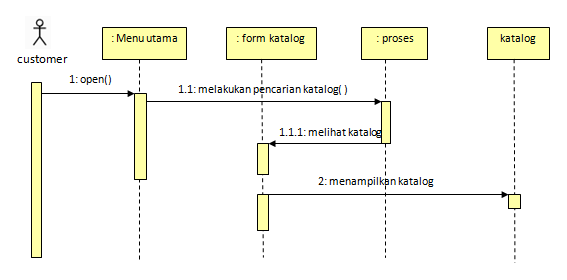 : Menu utama
: form katalog
: proses
katalog
customer
1: open()
1.1: melakukan pencarian katalog( )
1.1.1: melihat katalog
2: menampilkan katalog